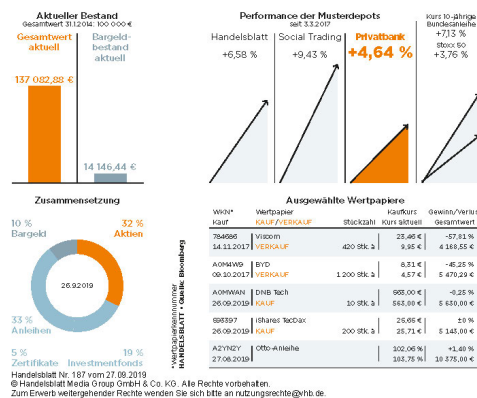 Aktueller Bestand
Gesamtwert 31.1.2014: 100 000 €
Gesamtwert aktuell
Bargeld-bestand aktuell
137 082,88 €
14 146,44 €
Performance der Musterdepots
seit 3.3.2017
Handelsblatt
+6,58 %
Social Trading
+9,43 %
Privatbank
+4,64 %
Kurs 10-jährige
Bundesanleihe
+7,13 %
Stoxx 50
+3,76 %
Zusammensetzung
10 % Bargeld
32 % Aktien
26.9.2019
33 % Anleihen
5 % Zertifikate
19 % Investmentfonds
*Wertpapierkennnummer
HANDELSBLATT • Quelle: Bloomberg
Ausgewählte Wertpapiere
WKN* Wertpapier Kaufkurs Gewinn/Verlus
Kauf KAUF/VERKAUF Stückzahl Kurs aktuell Gesamtwert
784686 Viscom 23,46 € -57,81%
14.11.2017 VERKAUF 420 Stk. à 9,95 € 4 168,55 €
A0M4W9 BYD 8,31 € -45,25%
09.10.2017 VERKAUF 1 200 Stk. à 4,57 € 5 470,29 €
A0MWAN DNB Tech 563,00 € -0,25%
26.09.2019 KAUF 10 Stk. à 563,00 € 5 630,00 €
593397 iShares TecDax 25,65 € ±0 %
26.09.2019 KAUF 200 Stk. à 25,71 € 5 143,00 €
A2YN2Y Otto-Anleihe 102,06 % +1,40 %
27.08.2019 103,75 % 10 375,00 €
Handelsblatt Nr. 187 vom 27.09.2019
© Handelsblatt Media Group GmbH & Co. KG. Alle Rechte vorbehalten.
Zum Erwerb weitergehender Rechte wenden Sie sich bitte an nutzungsrechte@vhb.de.